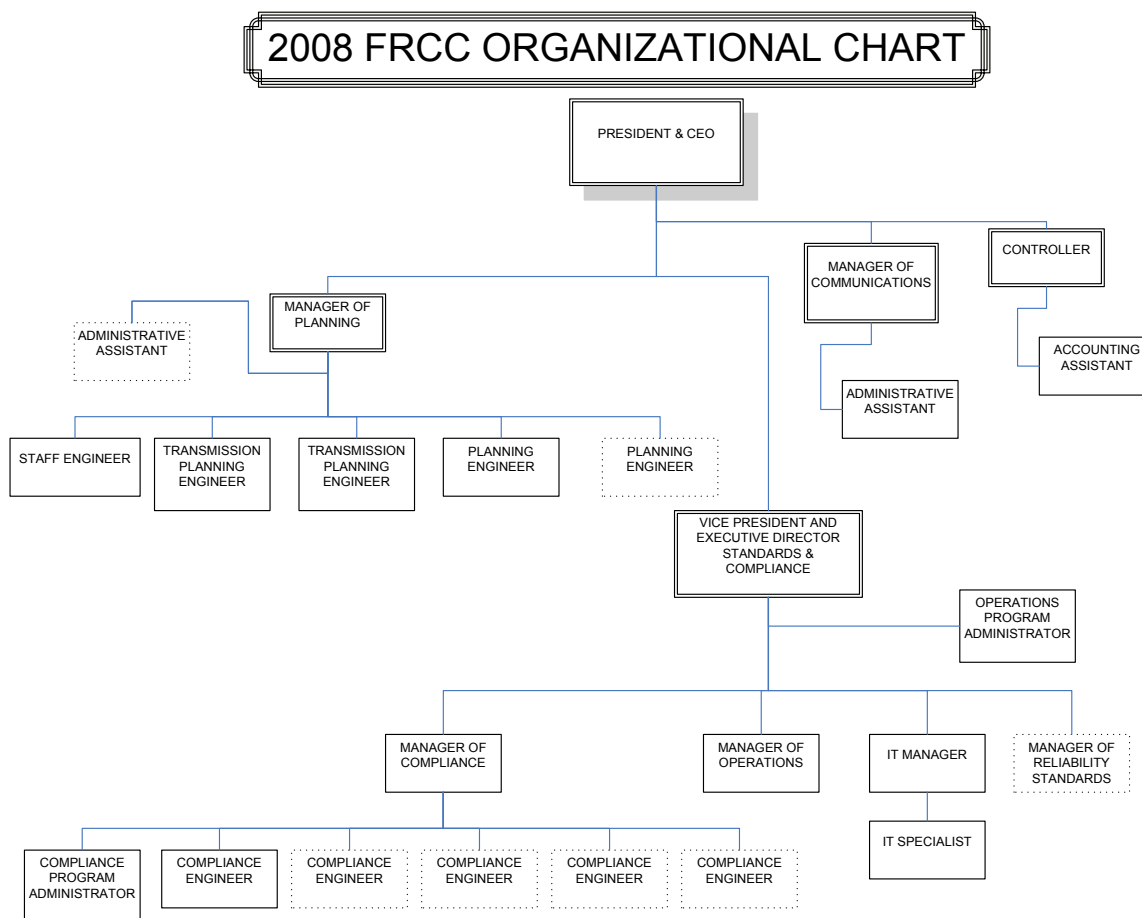 2008 FRCC ORGANIZATIONAL CHART
PRESIDENT & CEO
MANAGER OF
COMMUNICATIONS
CONTROLLER
MANAGER OF
PLANNING
ADMINISTRATIVE
ASSISTANT
ACCOUNTING
ASSISTANT
ADMINISTRATIVE
ASSISTANT
STAFF ENGINEER
TRANSMISSION
PLANNING
ENGINEER
TRANSMISSION
PLANNING
ENGINEER
PLANNING
ENGINEER
PLANNING
ENGINEER
VICE PRESIDENT AND
EXECUTIVE DIRECTOR
STANDARDS &
COMPLIANCE
OPERATIONS
PROGRAM
ADMINISTRATOR
MANAGER OF
COMPLIANCE
MANAGER OF
OPERATIONS
IT MANAGER
MANAGER OF
RELIABILITY
STANDARDS
IT SPECIALIST
COMPLIANCE
PROGRAM
ADMINISTRATOR
COMPLIANCE
ENGINEER
COMPLIANCE
ENGINEER
COMPLIANCE
ENGINEER
COMPLIANCE
ENGINEER
COMPLIANCE
ENGINEER